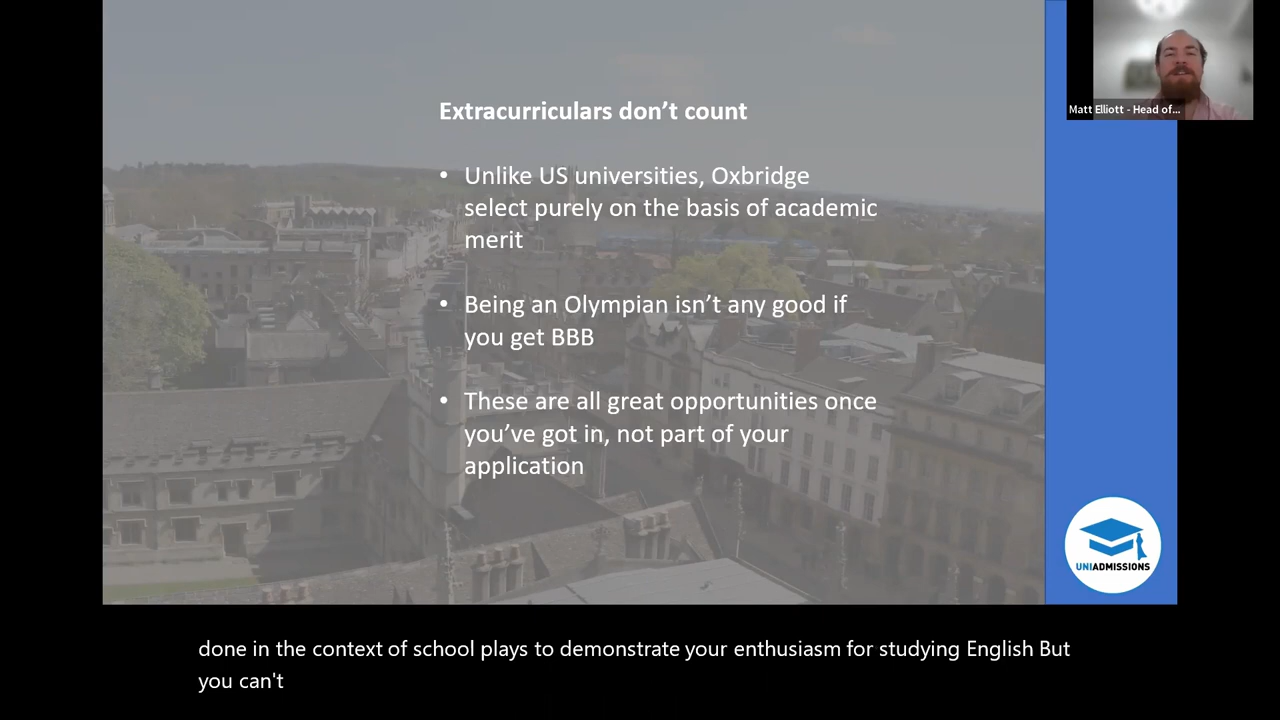 Extracurriculars don’t count
• Unlike US universities, Oxbridge
select purely on the basis of academic
merit
• Being an Olympian isn’t any good if
you get BBB
• These are all great opportunities once
you’ve got in, not part of your
application
Matt Elliott - Head of...
UNIADMISSIONS
done in the context of school plays to demonstrate your enthusiasm for studying English But
you can't